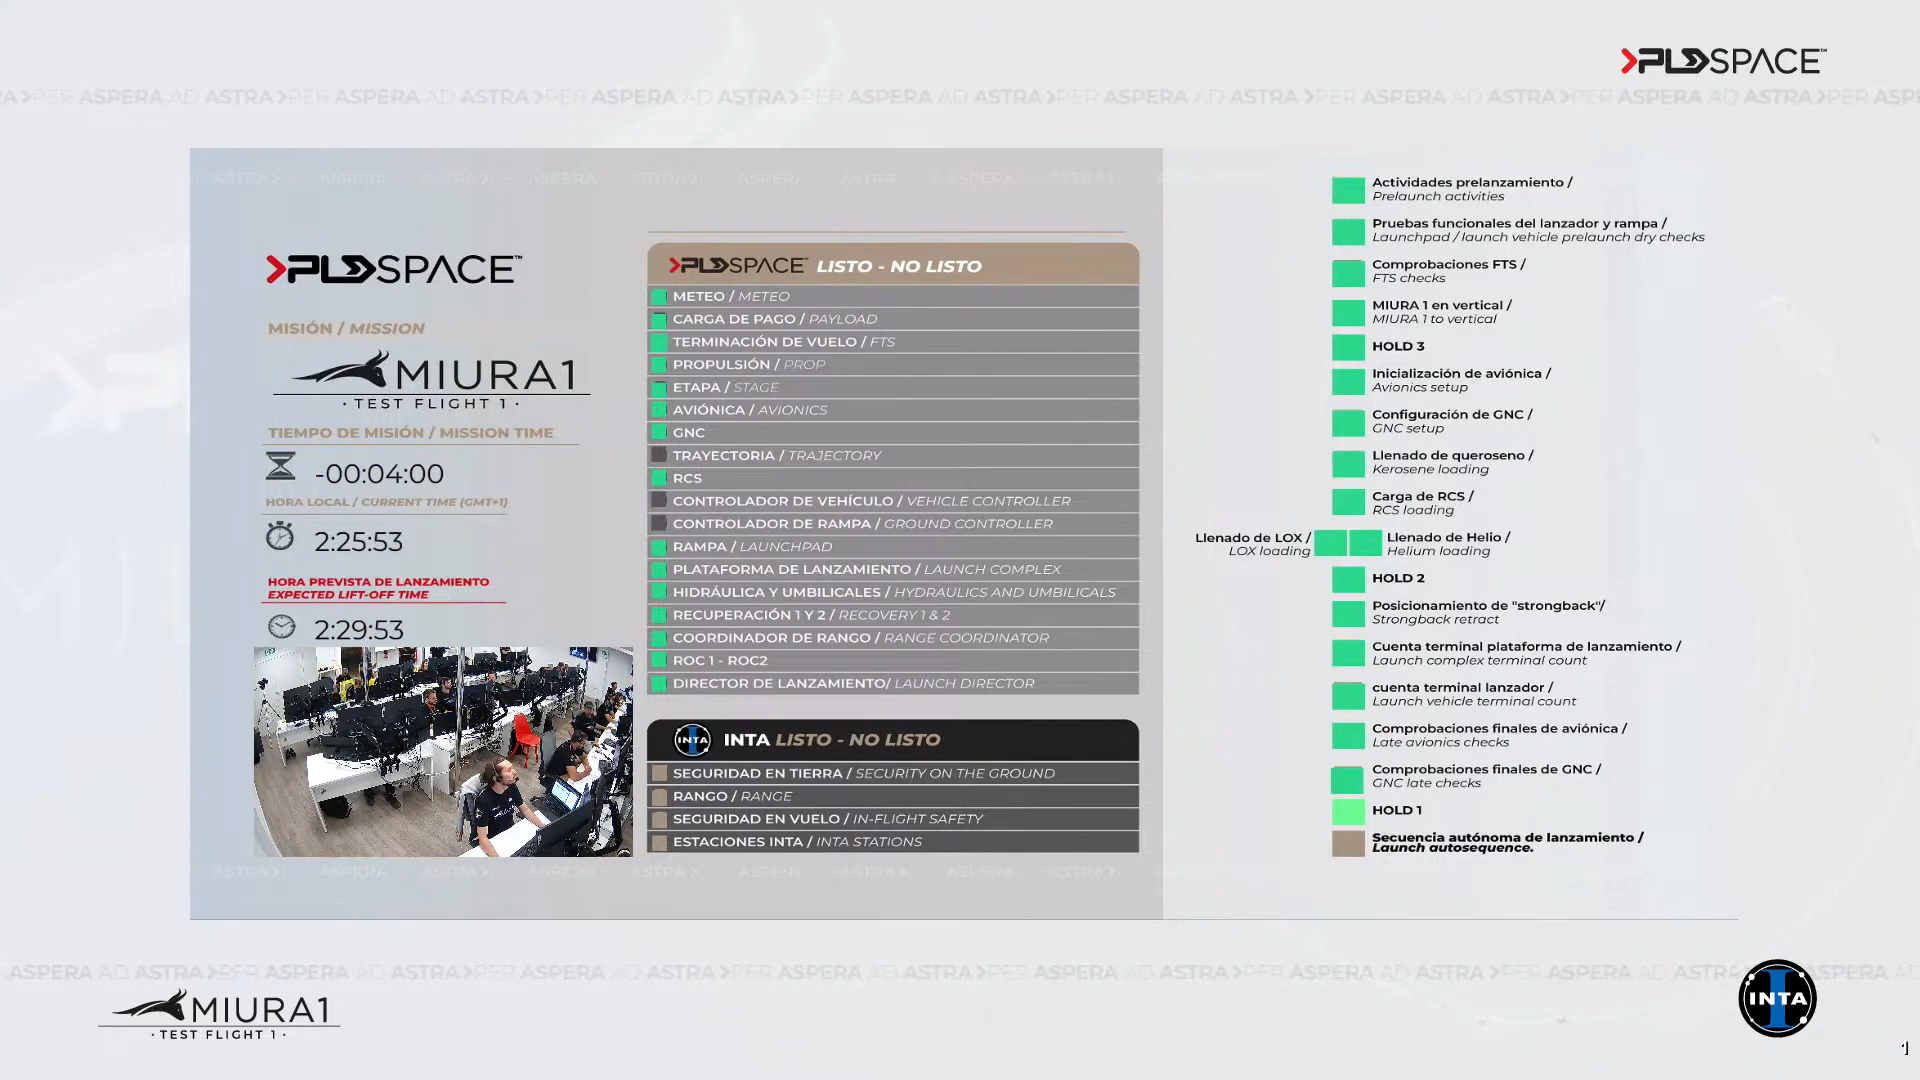 PLDSPACE™
PER ASPERA AD ASTRA PER ASPERA AD ASTRA PER ASPERA AD ASTRA PER ASPERA AD ASTRA PER ASPERA AD ASTRA PER ASPERA AD ASTRA
PLDSPACE™
MISIÓN / MISSION
MIURA1
· TEST FLIGHT 1 ·
TIEMPO DE MISIÓN / MISSION TIME
-00:04:00
HORA LOCAL / CURRENT TIME (GMT+1)
2:25:53
HORA PREVISTA DE LANZAMIENTO
EXPECTED LIFT-OFF TIME
2:29:53
PLDSPACE™ LISTO - NO LISTO
METEO / METEO
CARGA DE PAGO / PAYLOAD
TERMINACIÓN DE VUELO / FTS
PROPULSIÓN / PROP
ETAPA / STAGE
AVIÓNICA / AVIONICS
GNC
TRAYECTORIA / TRAJECTORY
RCS
CONTROLADOR DE VEHÍCULO / VEHICLE CONTROLLER
CONTROLADOR DE RAMPA / GROUND CONTROLLER
RAMPA / LAUNCHPAD
PLATAFORMA DE LANZAMIENTO / LAUNCH COMPLEX
HIDRÁULICA Y UMBILICALES / HYDRAULICS AND UMBILICALS
RECUPERACIÓN 1 Y 2 / RECOVERY 1 & 2
COORDINADOR DE RANGO / RANGE COORDINATOR
ROC 1 - ROC2
DIRECTOR DE LANZAMIENTO/ LAUNCH DIRECTOR
INTA INTA LISTO - NO LISTO
SEGURIDAD EN TIERRA / SECURITY ON THE GROUND
RANGO / RANGE
SEGURIDAD EN VUELO / IN-FLIGHT SAFETY
ESTACIONES INTA / INTA STATIONS
Actividades prelanzamiento /
Prelaunch activities
Pruebas funcionales del lanzador y rampa /
Launchpad / launch vehicle prelaunch dry checks
Comprobaciones FTS /
FTS checks
MIURA 1 en vertical /
MIURA 1 to vertical
HOLD 3
Inicialización de aviónica /
Avionics setup
Configuración de GNC /
GNC setup
Llenado de queroseno /
Kerosene loading
Carga de RCS /
RCS loading
Llenado de LOX /
LOX loading
Llenado de Helio /
Helium loading
HOLD 2
Posicionamiento de "strongback"/
Strongback retract
Cuenta terminal plataforma de lanzamiento /
Launch complex terminal count
cuenta terminal lanzador /
Launch vehicle terminal count
Comprobaciones finales de aviónica /
Late avionics checks
Comprobaciones finales de GNC /
GNC late checks
HOLD 1
Secuencia autónoma de lanzamiento /
Launch autosequence.
ASPERA AD ASTRA PER ASPERA AD ASTRA PER ASPERA AD ASTRA PER ASPERA AD ASTRA PER ASPERA AD ASTRA
MIURA1
· TEST FLIGHT 1 ·
INTA
1